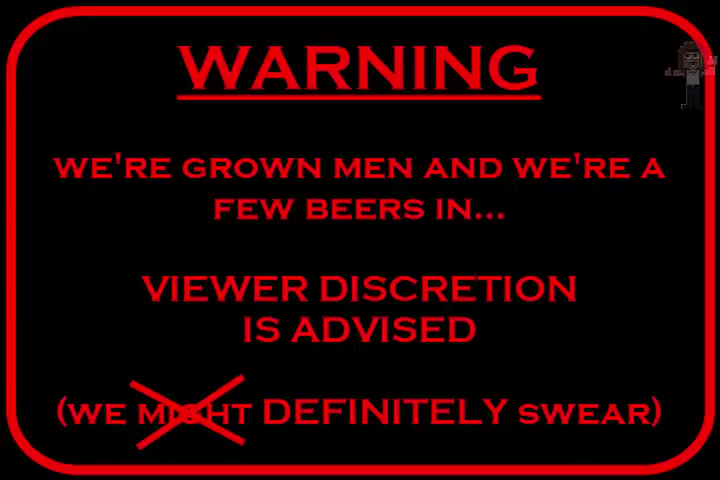 WARNING
WE'RE GROWN MEN AND WE'RE A
FEW BEERS IN...
VIEWER DISCRETION
IS ADVISED
(WE MIGHT DEFINITELY SWEAR)